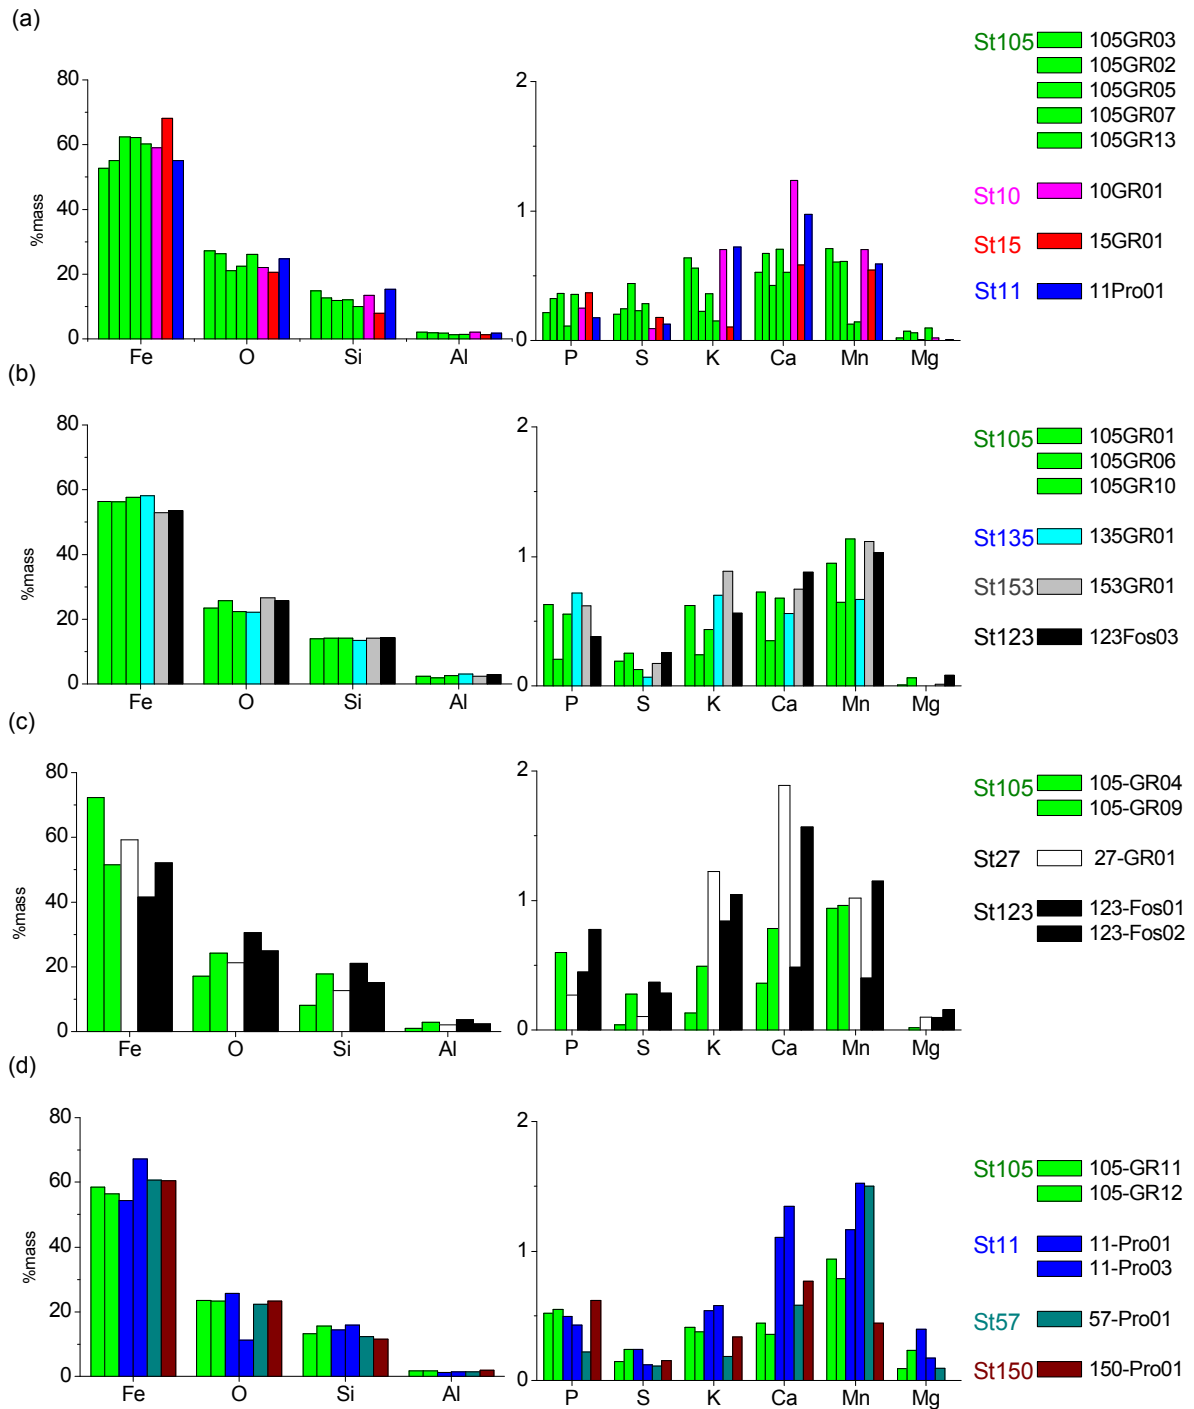 (a)
80
60
40
20
0
%mass
Fe O Si Al
2
1
0
P S K Ca Mn Mg
St105 105GR03
105GR02
105GR05
105GR07
105GR13
St10 10GR01
St15 15GR01
St11 11Pro01
(b)
80
60
40
20
0
%mass
Fe O Si Al
2
1
0
P S K Ca Mn Mg
St105 105GR01
105GR06
105GR10
St135 135GR01
St153 153GR01
St123 123Fos03
(c)
80
60
40
20
0
%mass
Fe O Si Al
2
1
0
P S K Ca Mn Mg
St105 105-GR04
105-GR09
St27 27-GR01
St123 123-Fos01
123-Fos02
(d)
80
60
40
20
0
%mass
Fe O Si Al
2
1
0
P S K Ca Mn Mg
St105 105-GR11
105-GR12
St11 11-Pro01
11-Pro03
St57 57-Pro01
St150 150-Pro01